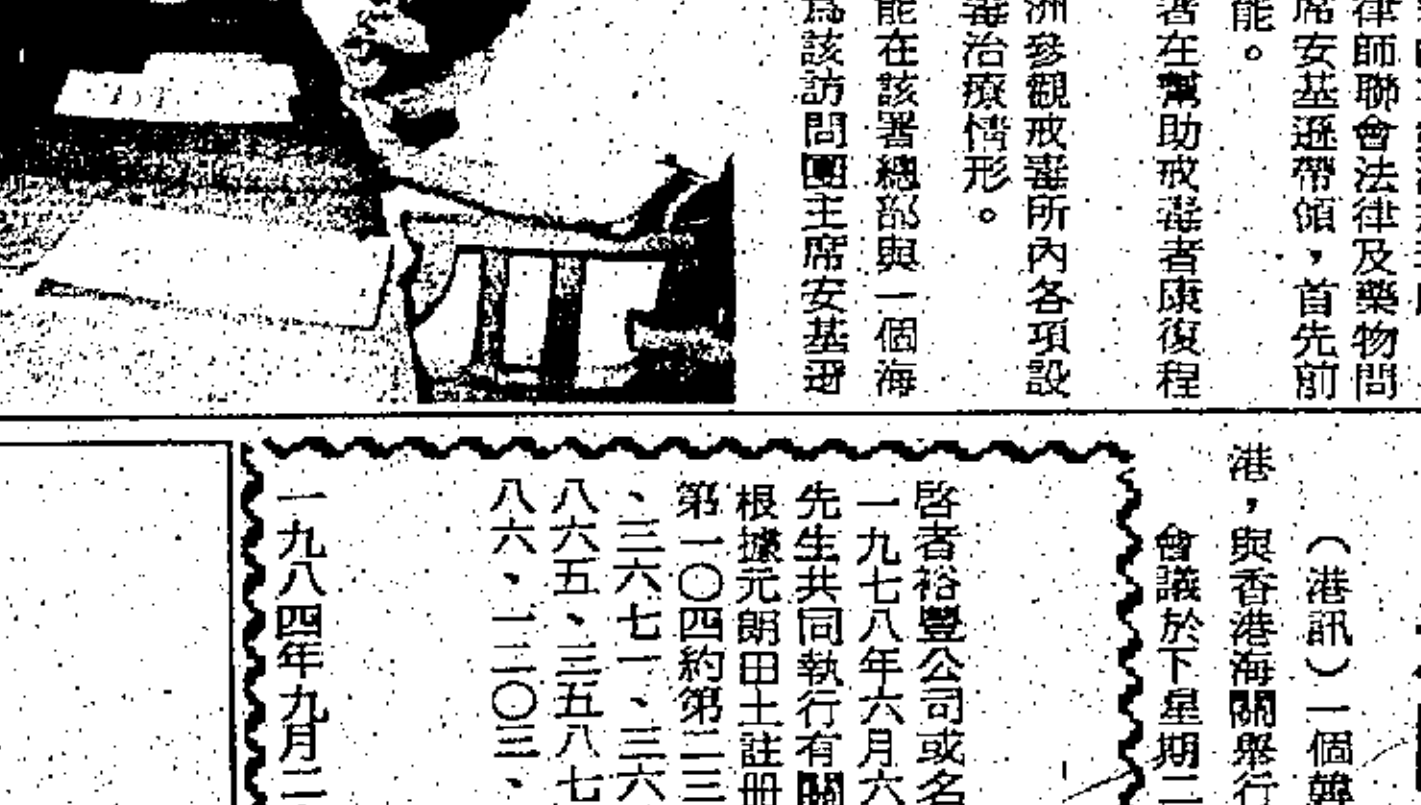 律師聯會法律及藥物問
席安基遜帶領，首先前
能。
者在幫助戒毒者康復程
洲參觀戒毒所內各項設
毒治療情形。
能在該署總部與一個海
為該訪問團主席安基遜
（港訊）一個韓
港，與香港海關舉行
會議於下星期二
啓者裕豐公司或名
一九七八年六月六
先生共同執行有關
根據元朗田土註册
第一〇四約第二三
、三六七一、三六
八六五、三五八七
八六、一二〇三、
一九八四年九月二